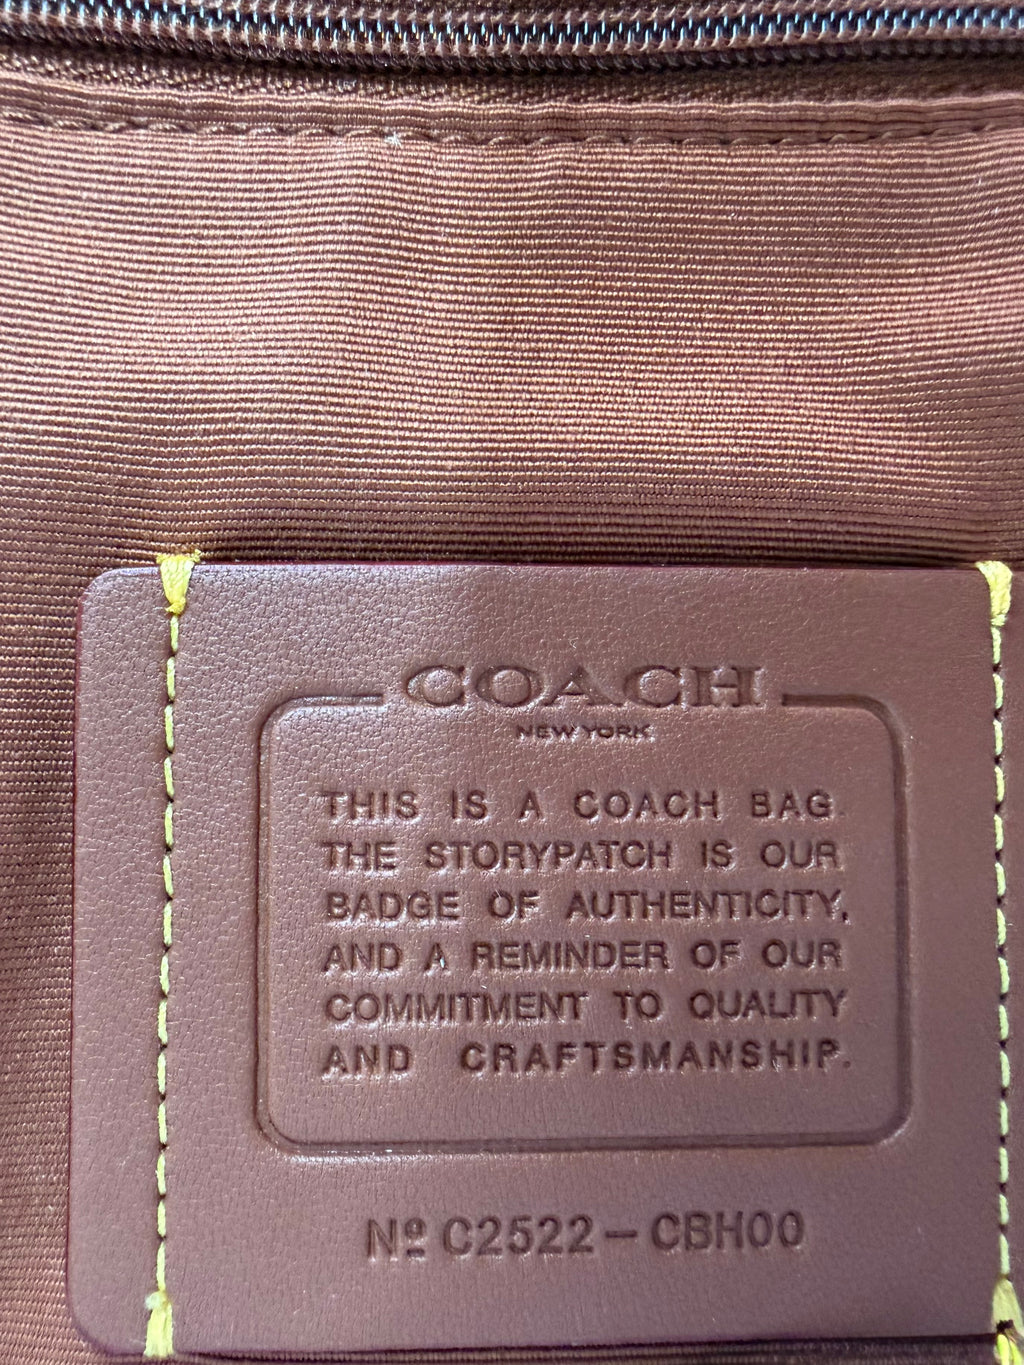 COACH
NEW YORK
THIS IS A COACH BAG.
THE STORYPATCH IS OUR
BADGE OF AUTHENTICITY,
AND A REMINDER OF OUR
COMMITMENT TO QUALITY
AND CRAFTSMANSHIP.
Nº C2522-CBH00